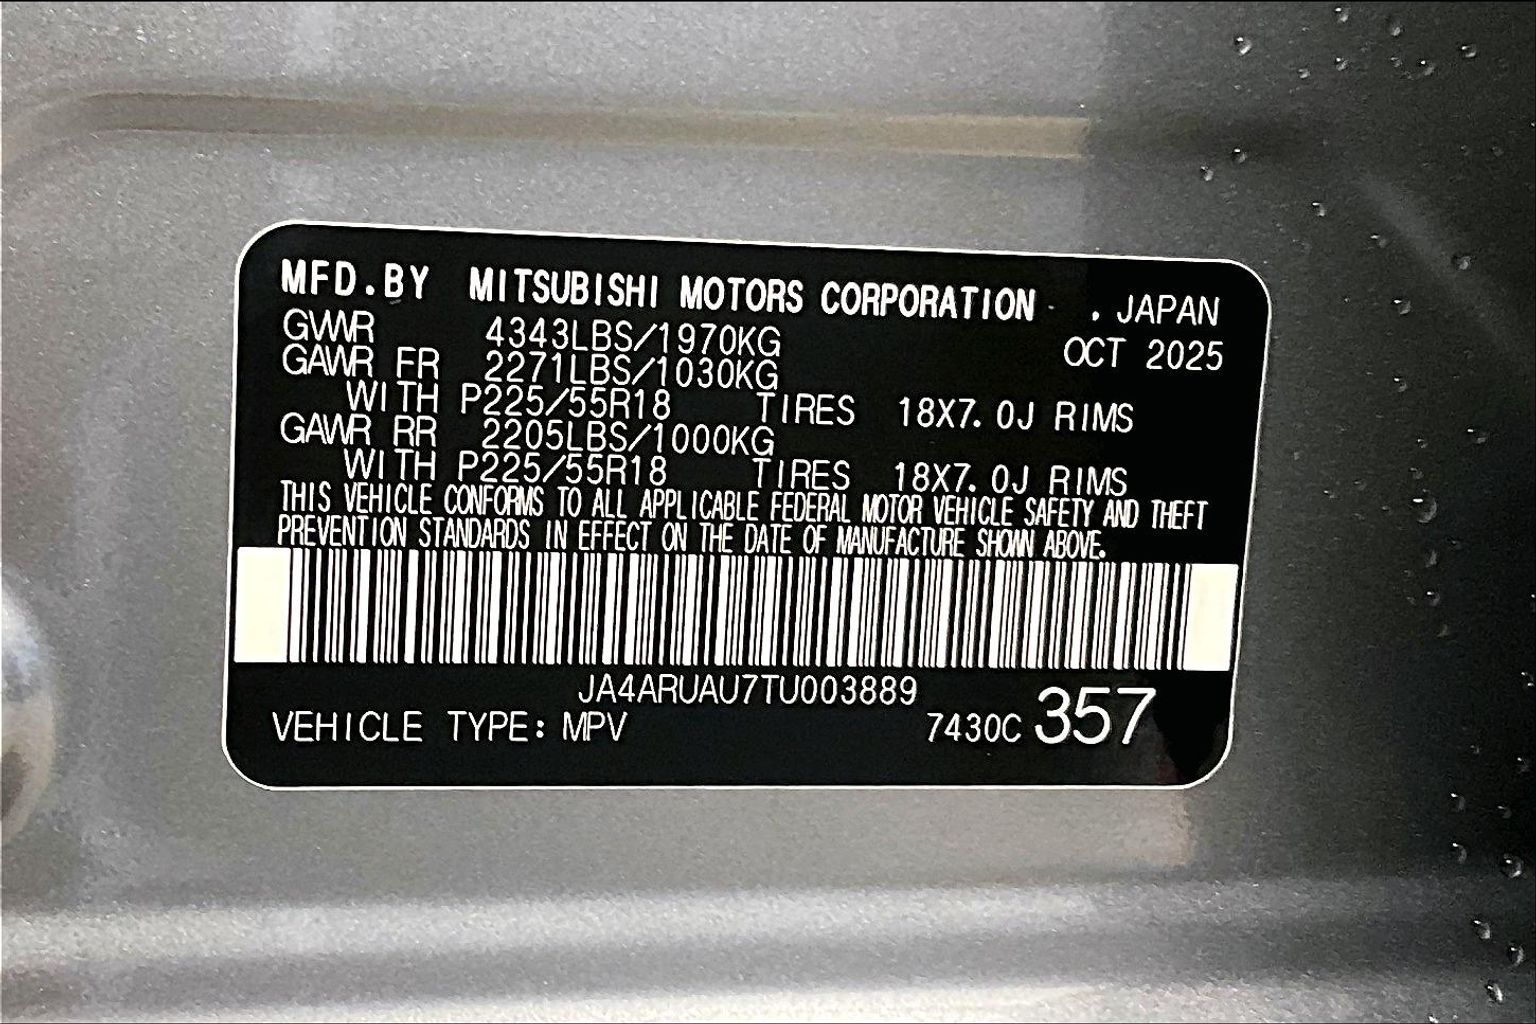 MFD.BY MITSUBISHI MOTORS CORPORATION . JAPAN
GVWR 4343LBS/1970KG OCT 2025
GAWR FR 2271LBS/1030KG
WITH P225/55R18 TIRES 18X7.0J RIMS
GAWR RR 2205LBS/1000KG
WITH P225/55R18 TIRES 18X7.0J RIMS
THIS VEHICLE CONFORMS TO ALL APPLICABLE FEDERAL MOTOR VEHICLE SAFETY AND THEFT
PREVENTION STANDARDS IN EFFECT ON THE DATE OF MANUFACTURE SHOWN ABOVE.
JA4ARUAU7TU003889
VEHICLE TYPE: MPV 7430C 357